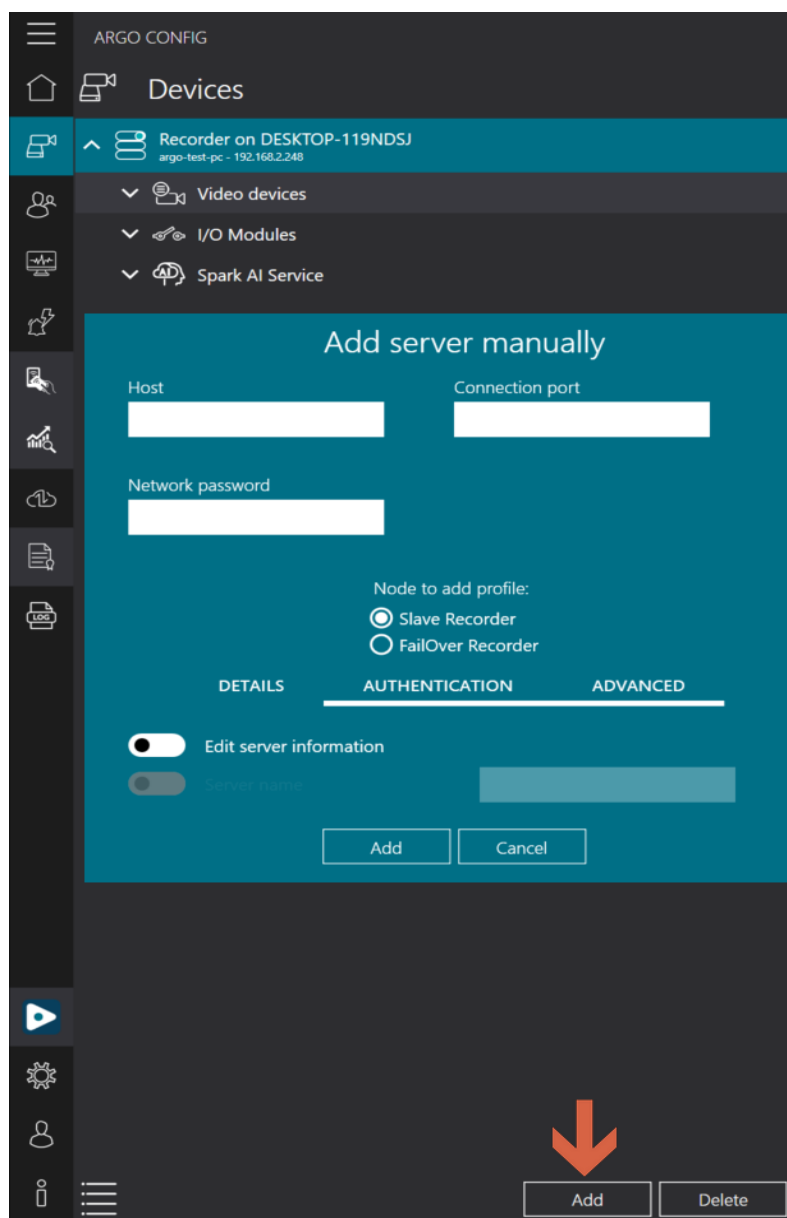 ARGO CONFIG
Devices
Recorder on DESKTOP-119NDSJ
argo-test-pc - 192.168.2.248
Video devices
I/O Modules
AI
Spark AI Service
Add server manually
Host
Connection port
Network password
Node to add profile:
Slave Recorder
FailOver Recorder
DETAILS
AUTHENTICATION
ADVANCED
Edit server information
Server name
Add
Cancel
LOG
Add
Delete